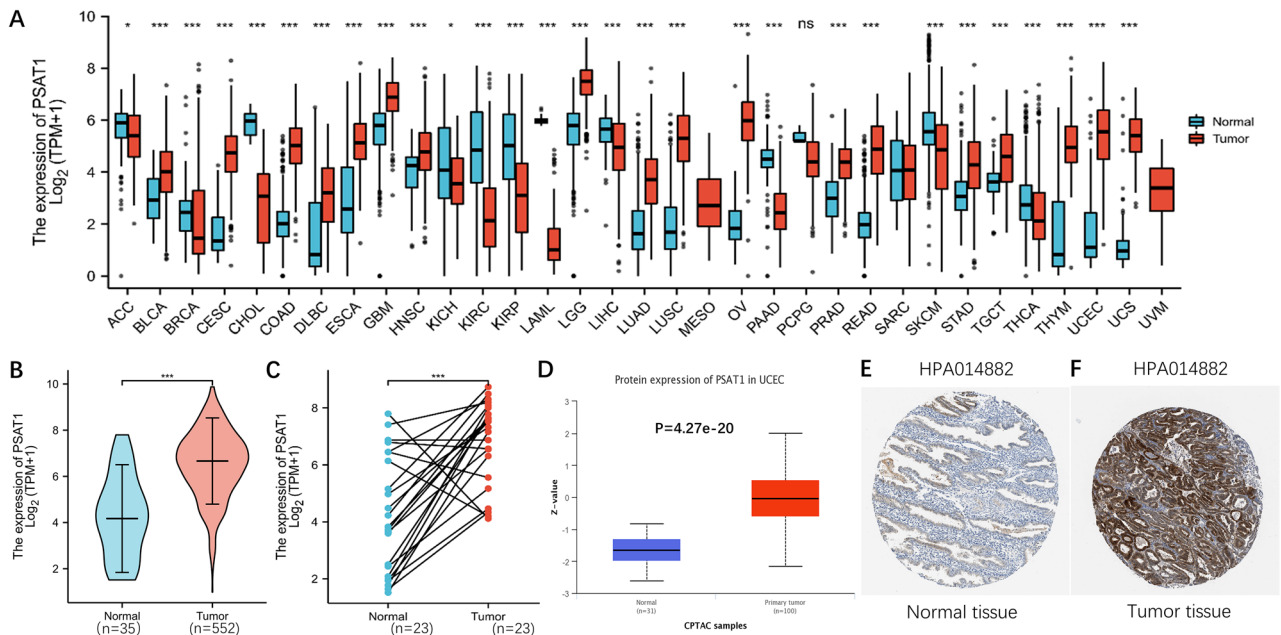 A
The expression of PSAT1
Log2 (TPM+1)
10
8
6
4
2
0
* *** *** *** *** *** *** *** *** *** * *** *** *** *** *** *** *** *** *** ns *** *** *** *** *** *** *** *** ***
Normal
Tumor
ACC BLCA BRCA CESC CHOL COAD DLBC ESCA GBM HNSC KICH KIRC KIRP LAML LGG LIHC LUAD LUSC MESO OV PAAD PCPG PRAD READ SARC SKCM STAD TGCT THCA THYM UCEC UCS UVM
B
The expression of PSAT1
Log2 (TPM+1)
10
8
6
4
2
***
Normal
(n=35)
Tumor
(n=552)
C
The expression of PSAT1
Log2 (TPM+1)
8
6
4
2
***
Normal
(n=23)
Tumor
(n=23)
D
Protein expression of PSAT1 in UCEC
P=4.27e-20
Z-value
3
2
1
0
-1
-2
-3
Normal
(n=31)
Primary tumor
(n=100)
CPTAC samples
E
HPA014882
Normal tissue
F
HPA014882
Tumor tissue